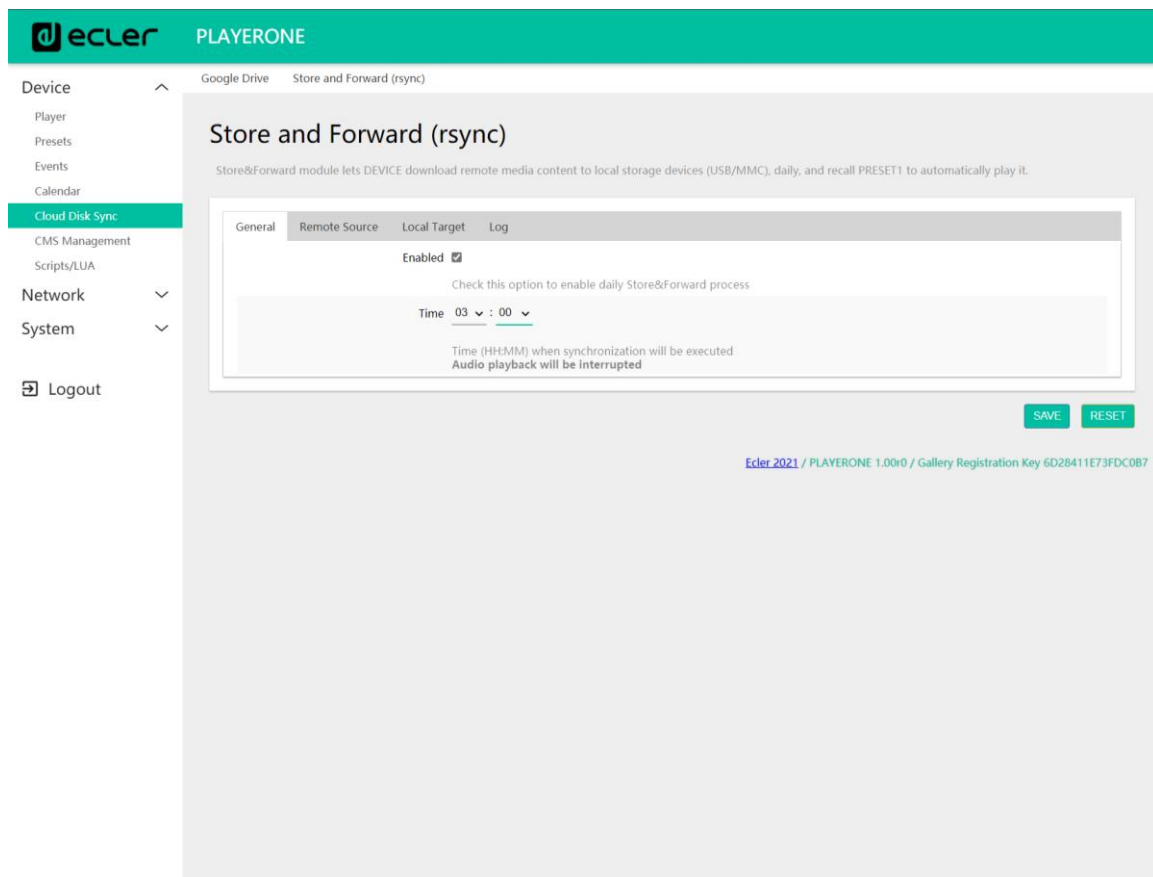 ecler
PLAYERONE
Device
Player
Presets
Events
Calendar
Cloud Disk Sync
CMS Management
Scripts/LUA
Network
System
Logout
Google Drive Store and Forward (rsync)
Store and Forward (rsync)
Store&Forward module lets DEVICE download remote media content to local storage devices (USB/MMC), daily, and recall PRESET1 to automatically play it.
General Remote Source Local Target Log
Enabled
Check this option to enable daily Store&Forward process
Time 03 : 00
Time (HH:MM) when synchronization will be executed
Audio playback will be interrupted
SAVE RESET
Ecler 2021 / PLAYERONE 1.00r0 / Gallery Registration Key 6D28411E73FDC0B7